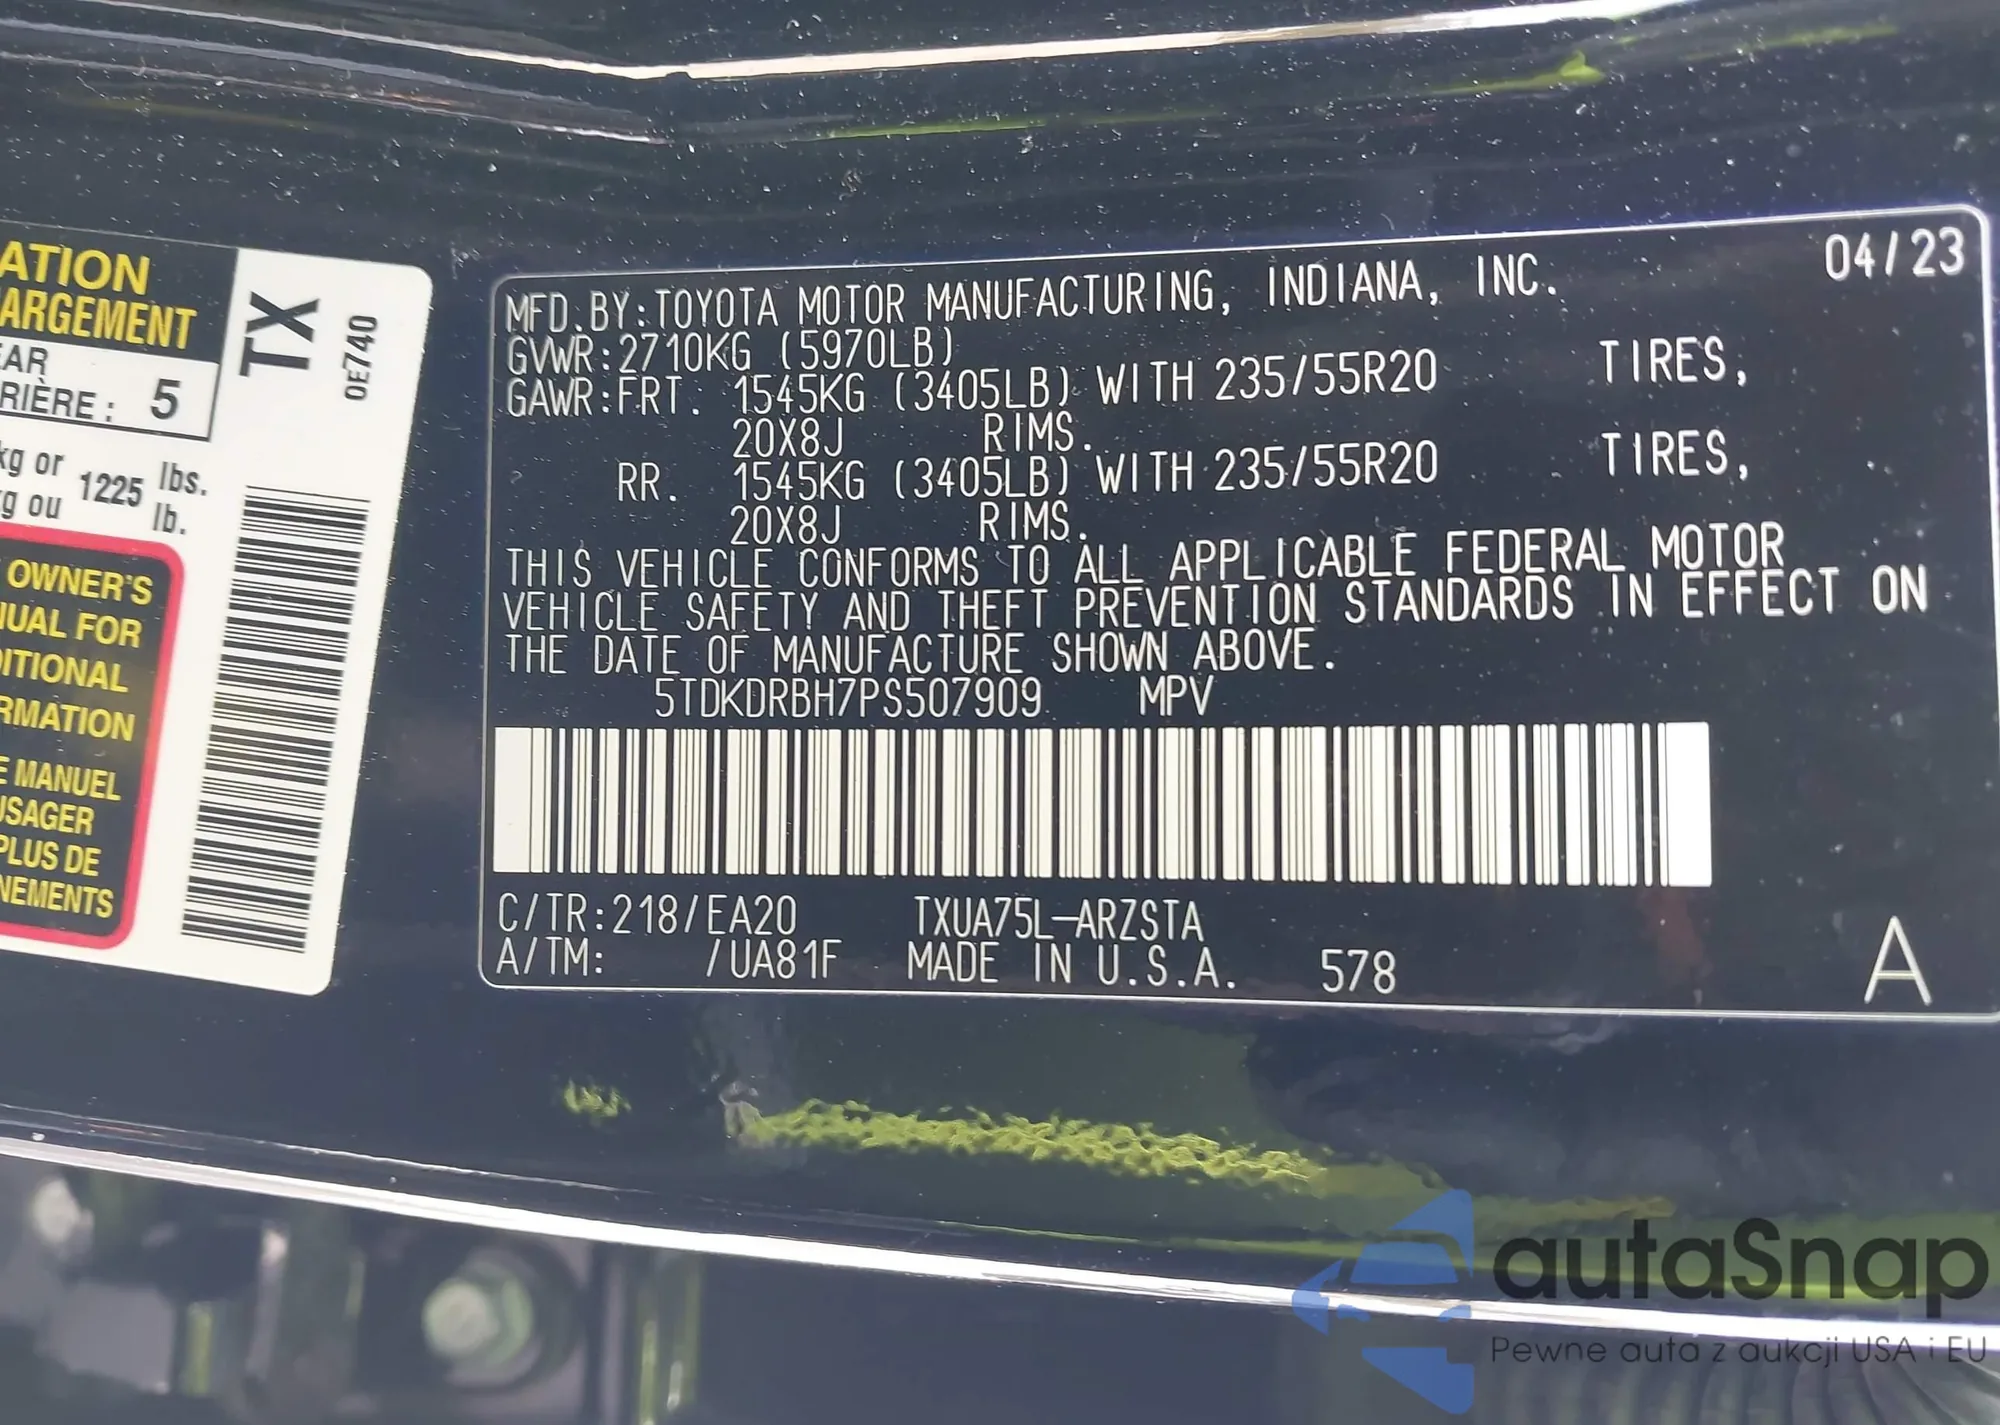 ATION
ARGEMENT
EAR
RIÈRE : 5
kg or 1225 lbs.
kg ou lb.
OWNER'S
UAL FOR
ITIONAL
RMATION
E MANUEL
USAGER
PLUS DE
NEMENTS
TX
0E740
04/23
MFD.BY:TOYOTA MOTOR MANUFACTURING, INDIANA, INC.
GVWR:2710KG (5970LB)
GAWR:FRT. 1545KG (3405LB) WITH 235/55R20 TIRES,
20X8J RIMS.
RR. 1545KG (3405LB) WITH 235/55R20 TIRES,
20X8J RIMS.
THIS VEHICLE CONFORMS TO ALL APPLICABLE FEDERAL MOTOR
VEHICLE SAFETY AND THEFT PREVENTION STANDARDS IN EFFECT ON
THE DATE OF MANUFACTURE SHOWN ABOVE.
5TDKDRBH7PS507909 MPV
C/TR:218/EA20 TXUA75L-ARZSTA
A/TM: /UA81F MADE IN U.S.A. 578
A
autaSnap
Pewne auta z aukcji USA i EU